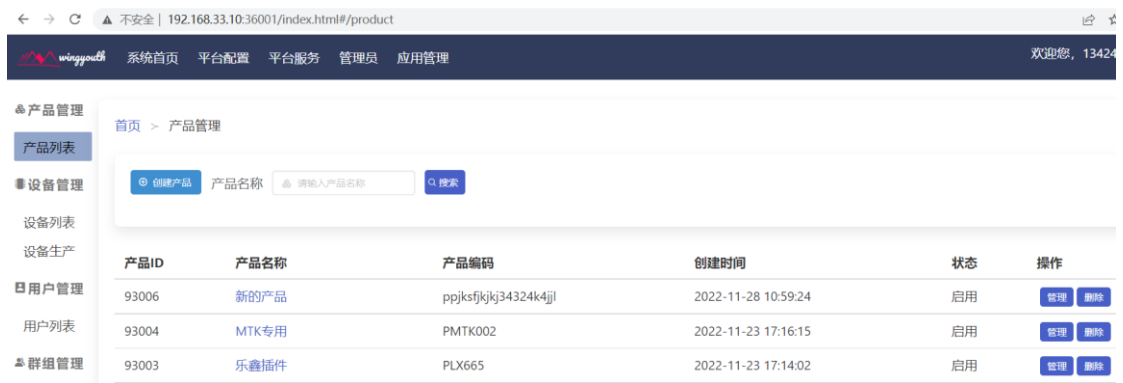 不安全 | 192.168.33.10:36001/index.html#/product
wingyouth 系统首页 平台配置 平台服务 管理员 应用管理 欢迎您，13424
产品管理
产品列表
设备管理
设备列表
设备生产
用户管理
用户列表
群组管理
首页 > 产品管理
创建产品 产品名称 请输入产品名称 搜索
产品ID 产品名称 产品编码 创建时间 状态 操作
93006 新的产品 ppjksfjkjkj34324k4jjl 2022-11-28 10:59:24 启用 管理 删除
93004 MTK专用 PMTK002 2022-11-23 17:16:15 启用 管理 删除
93003 乐鑫插件 PLX665 2022-11-23 17:14:02 启用 管理 删除